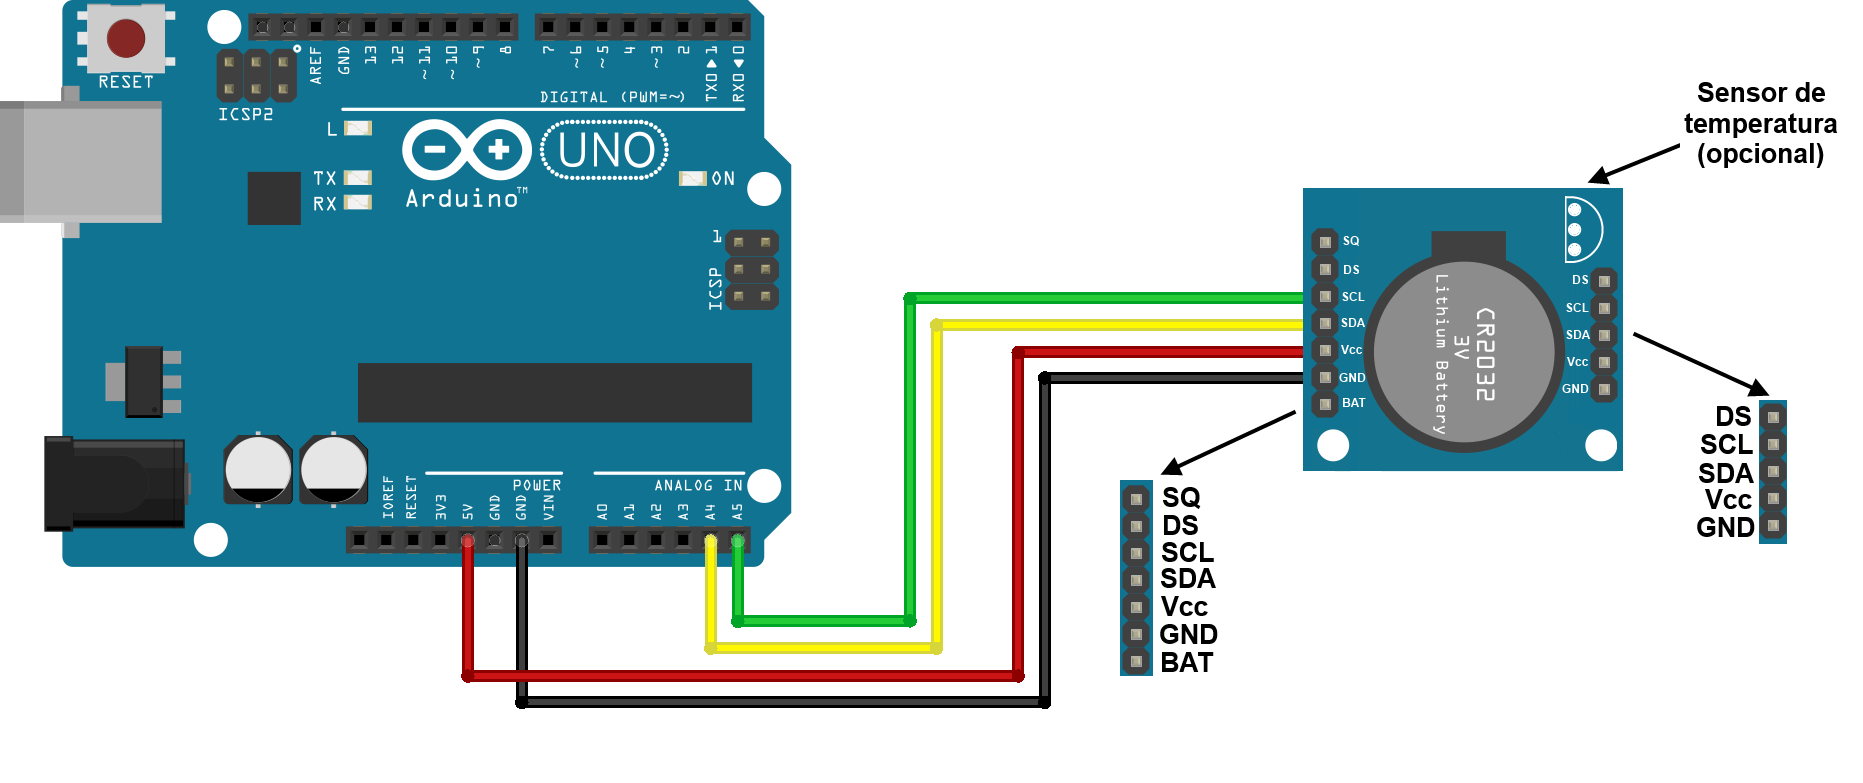 RESET
ICSP2
AREF
GND
13
12
~11
~10
~9
8
7
~6
~5
4
~3
2
TX0▶1
RX0◀0
DIGITAL (PWM=~)
L
TX
RX
Arduino™
UNO
ON
1
ICSP
IOREF
RESET
3V3
5V
GND
GND
VIN
POWER
ANALOG IN
A0
A1
A2
A3
A4
A5
Sensor de
temperatura
(opcional)
SQ
DS
SCL
SDA
Vcc
GND
BAT
CR2032
3V
Lithium Battery
DS
SCL
SDA
Vcc
GND
SQ
DS
SCL
SDA
Vcc
GND
BAT
DS
SCL
SDA
Vcc
GND